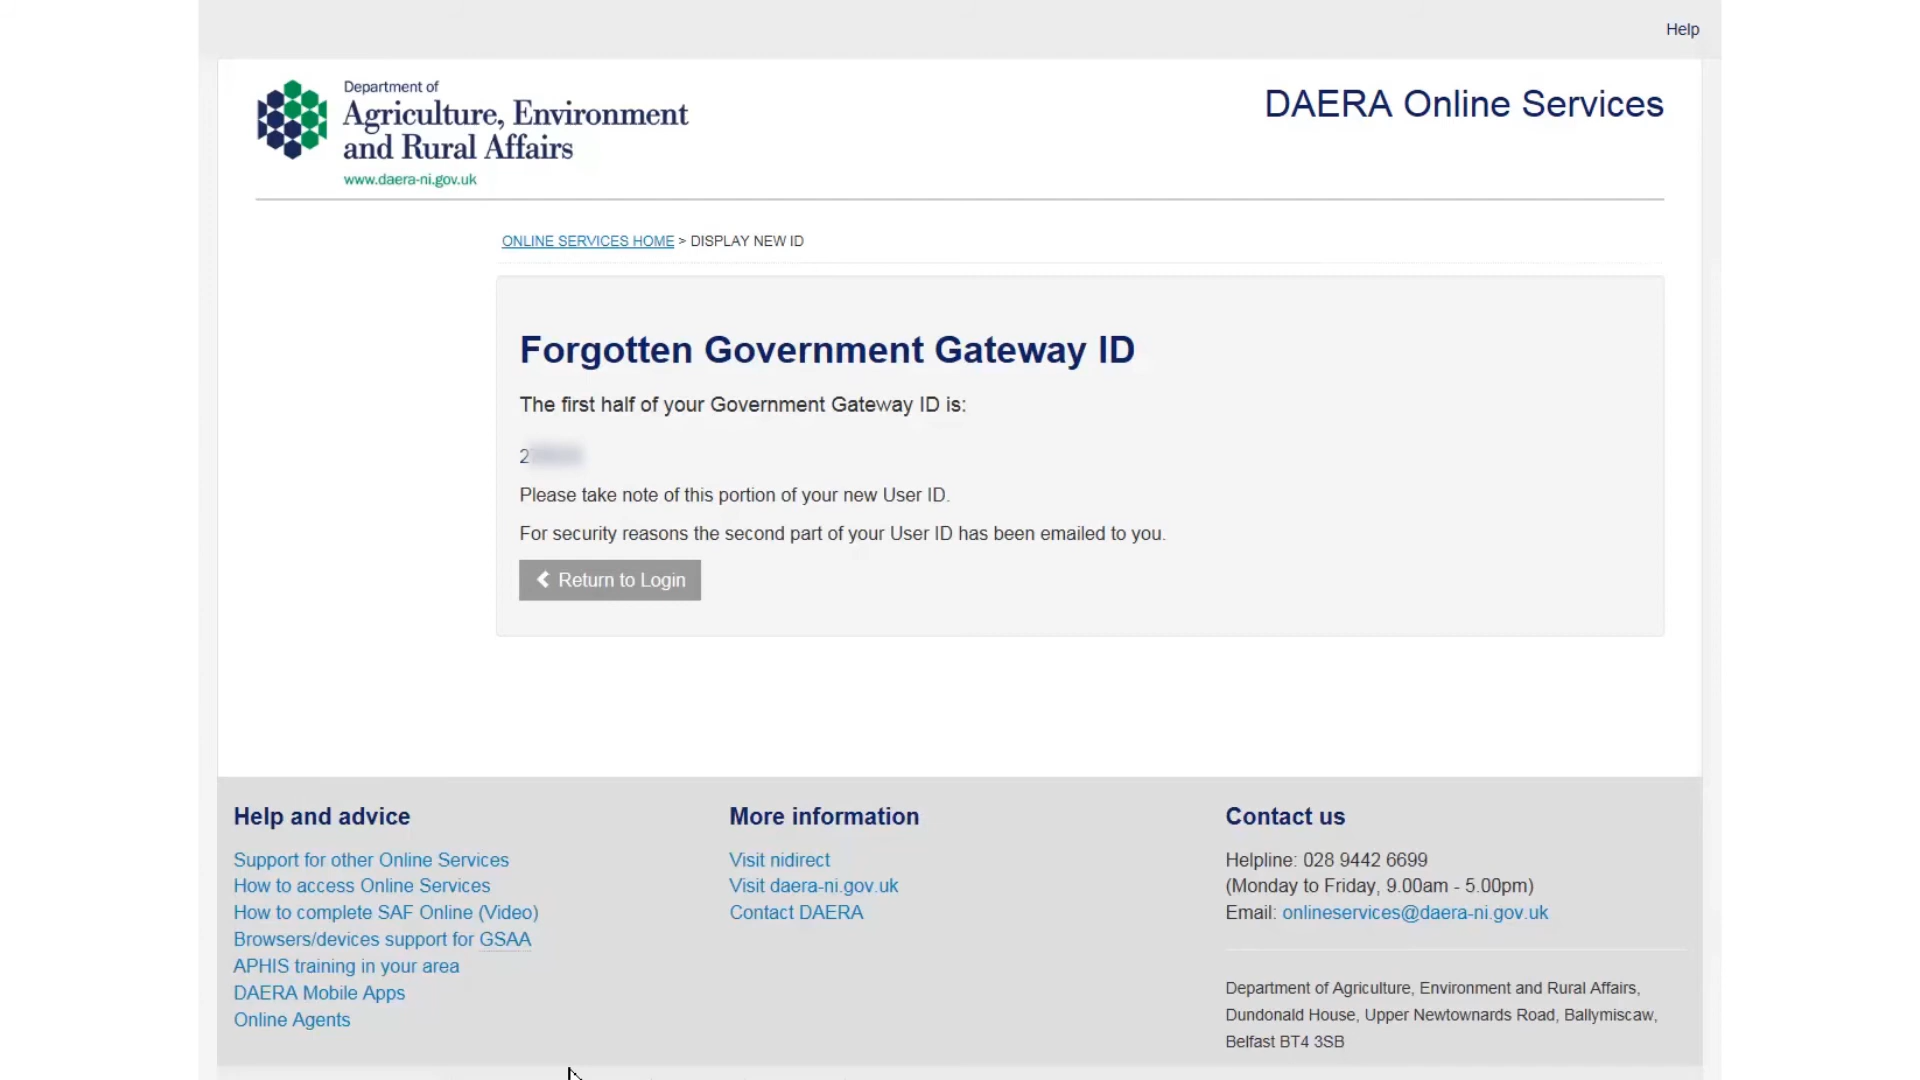 Help
Department of
Agriculture, Environment
and Rural Affairs
www.daera-ni.gov.uk
DAERA Online Services
ONLINE SERVICES HOME > DISPLAY NEW ID
Forgotten Government Gateway ID
The first half of your Government Gateway ID is:
2
Please take note of this portion of your new User ID.
For security reasons the second part of your User ID has been emailed to you.
Return to Login
Help and advice
Support for other Online Services
How to access Online Services
How to complete SAF Online (Video)
Browsers/devices support for GSAA
APHIS training in your area
DAERA Mobile Apps
Online Agents
More information
Visit nidirect
Visit daera-ni.gov.uk
Contact DAERA
Contact us
Helpline: 028 9442 6699
(Monday to Friday, 9.00am - 5.00pm)
Email: onlineservices@daera-ni.gov.uk
Department of Agriculture, Environment and Rural Affairs,
Dundonald House, Upper Newtownards Road, Ballymiscaw,
Belfast BT4 3SB